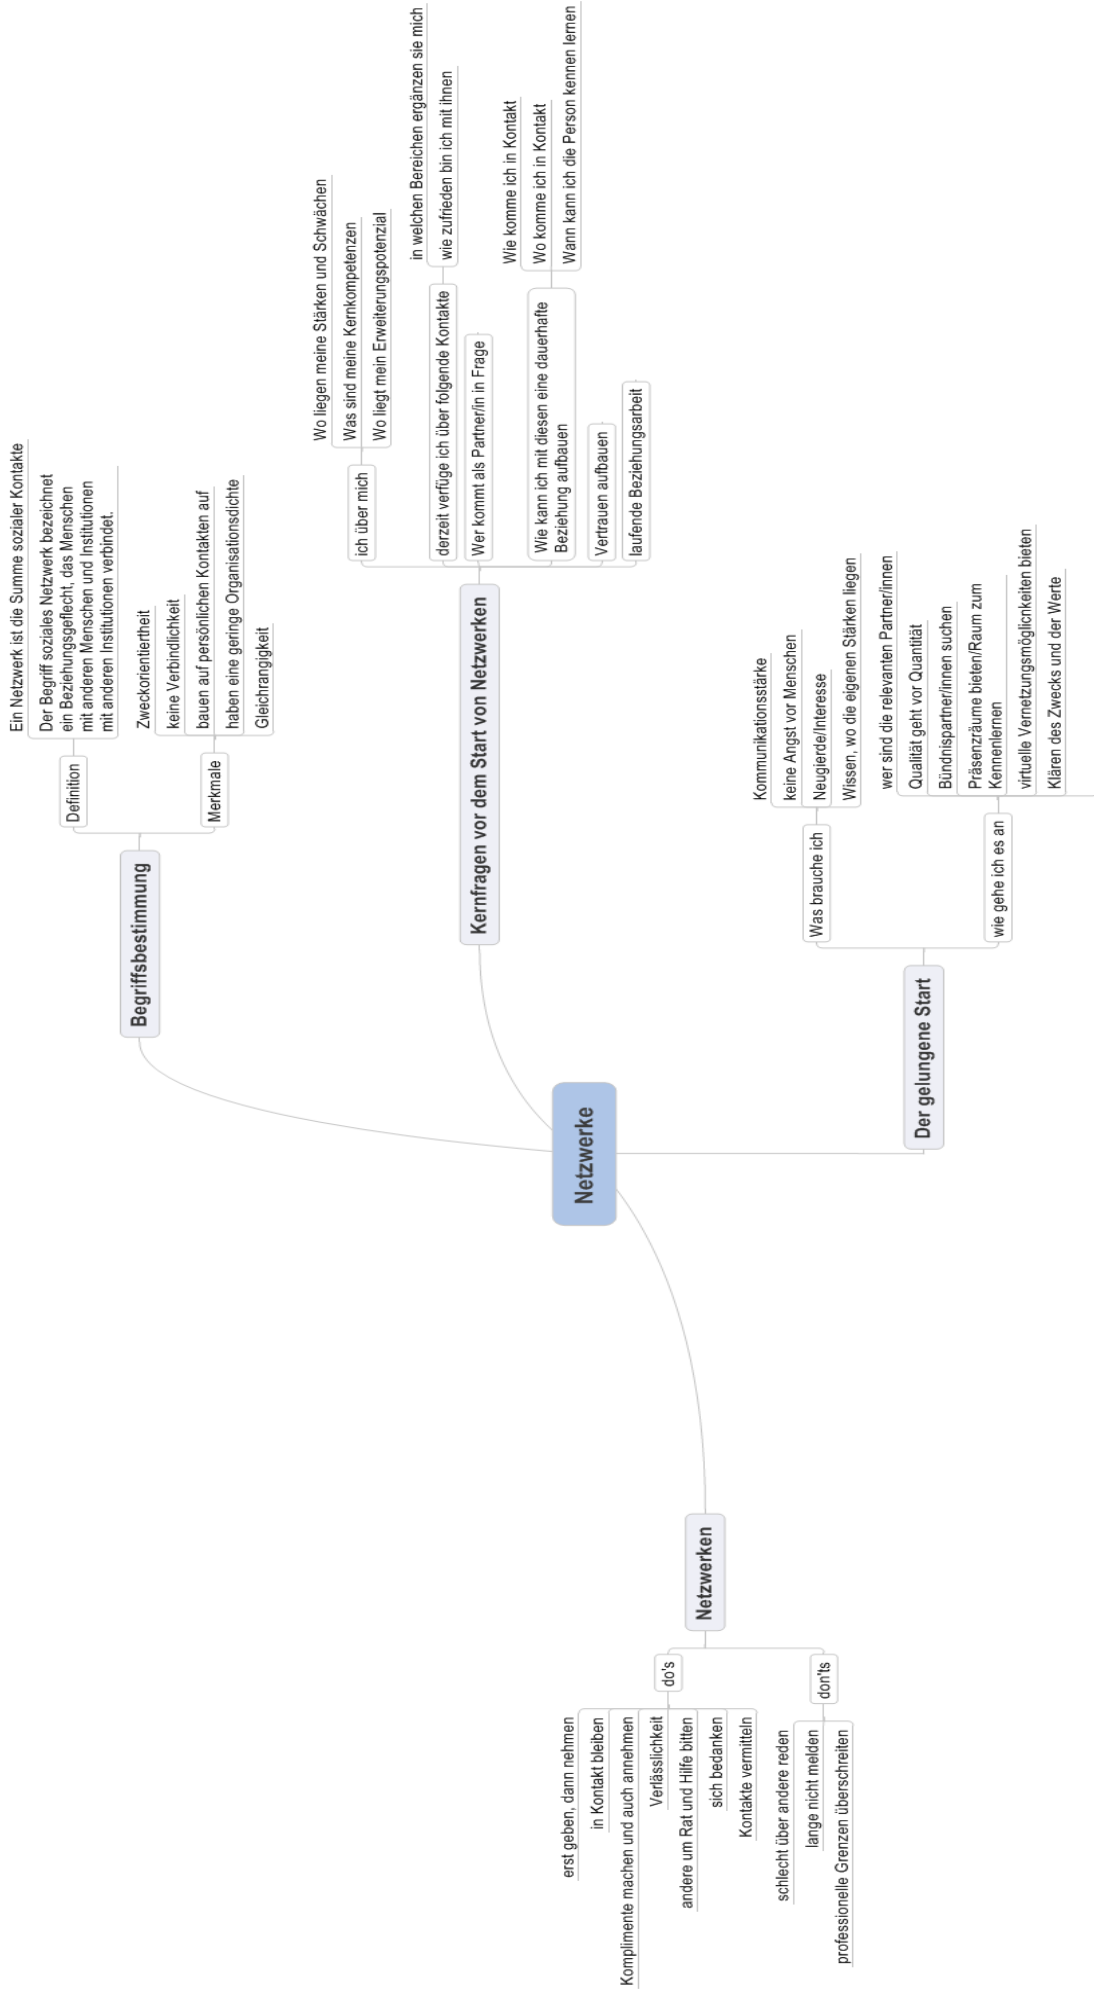 Netzwerke
Begriffsbestimmung
Definition
Ein Netzwerk ist die Summe sozialer Kontakte
Der Begriff soziales Netzwerk bezeichnet
ein Beziehungsgeflecht, das Menschen
mit anderen Menschen und Institutionen
mit anderen Institutionen verbindet.
Merkmale
Zweckorientiertheit
keine Verbindlichkeit
bauen auf persönlichen Kontakten auf
haben eine geringe Organisationsdichte
Gleichrangigkeit
Kernfragen vor dem Start von Netzwerken
ich über mich
Wo liegen meine Stärken und Schwächen
Was sind meine Kernkompetenzen
Wo liegt mein Erweiterungspotenzial
derzeit verfüge ich über folgende Kontakte
in welchen Bereichen ergänzen sie mich
wie zufrieden bin ich mit ihnen
Wer kommt als Partner/in in Frage
Wie kann ich mit diesen eine dauerhafte
Beziehung aufbauen
Wie komme ich in Kontakt
Wo komme ich in Kontakt
Wann kann ich die Person kennen lernen
Vertrauen aufbauen
laufende Beziehungsarbeit
Der gelungene Start
Was brauche ich
Kommunikationsstärke
keine Angst vor Menschen
Neugierde/Interesse
Wissen, wo die eigenen Stärken liegen
wie gehe ich es an
wer sind die relevanten Partner/innen
Qualität geht vor Quantität
Bündnispartner/innen suchen
Präsenzräume bieten/Raum zum
Kennenlernen
virtuelle Vernetzungsmöglicnkeiten bieten
Klären des Zwecks und der Werte
Netzwerken
do's
erst geben, dann nehmen
in Kontakt bleiben
Komplimente machen und auch annehmen
Verlässlichkeit
andere um Rat und Hilfe bitten
sich bedanken
Kontakte vermitteln
don'ts
schlecht über andere reden
lange nicht melden
professionelle Grenzen überschreiten